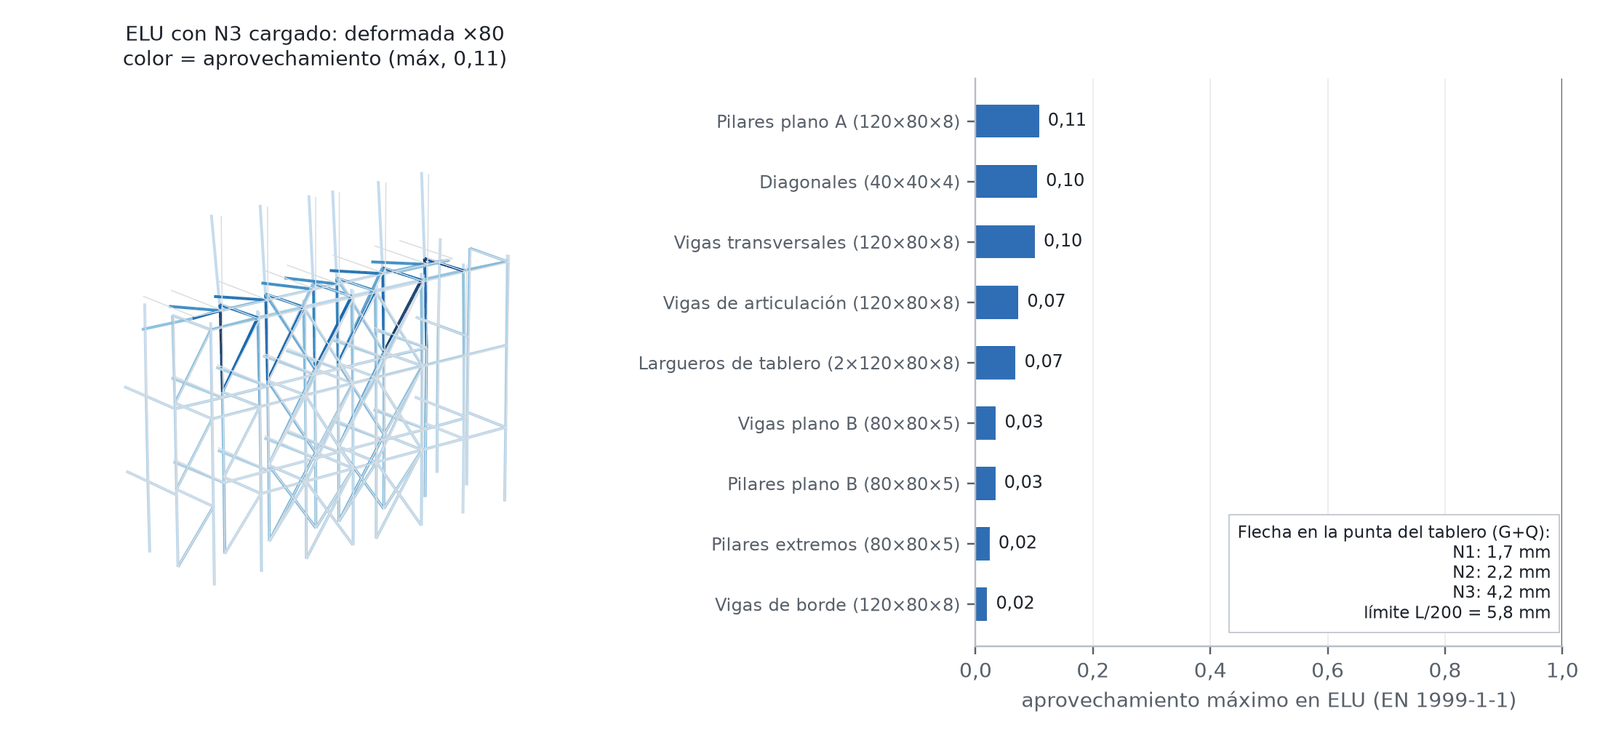 ELU con N3 cargado: deformada ×80
color = aprovechamiento (máx, 0,11)
Pilares plano A (120×80×8)
0,11
Diagonales (40×40×4)
0,10
Vigas transversales (120×80×8)
0,10
Vigas de articulación (120×80×8)
0,07
Largueros de tablero (2×120×80×8)
0,07
Vigas plano B (80×80×5)
0,03
Pilares plano B (80×80×5)
0,03
Pilares extremos (80×80×5)
0,02
Vigas de borde (120×80×8)
0,02
Flecha en la punta del tablero (G+Q):
N1: 1,7 mm
N2: 2,2 mm
N3: 4,2 mm
límite L/200 = 5,8 mm
0,0 0,2 0,4 0,6 0,8 1,0
aprovechamiento máximo en ELU (EN 1999-1-1)